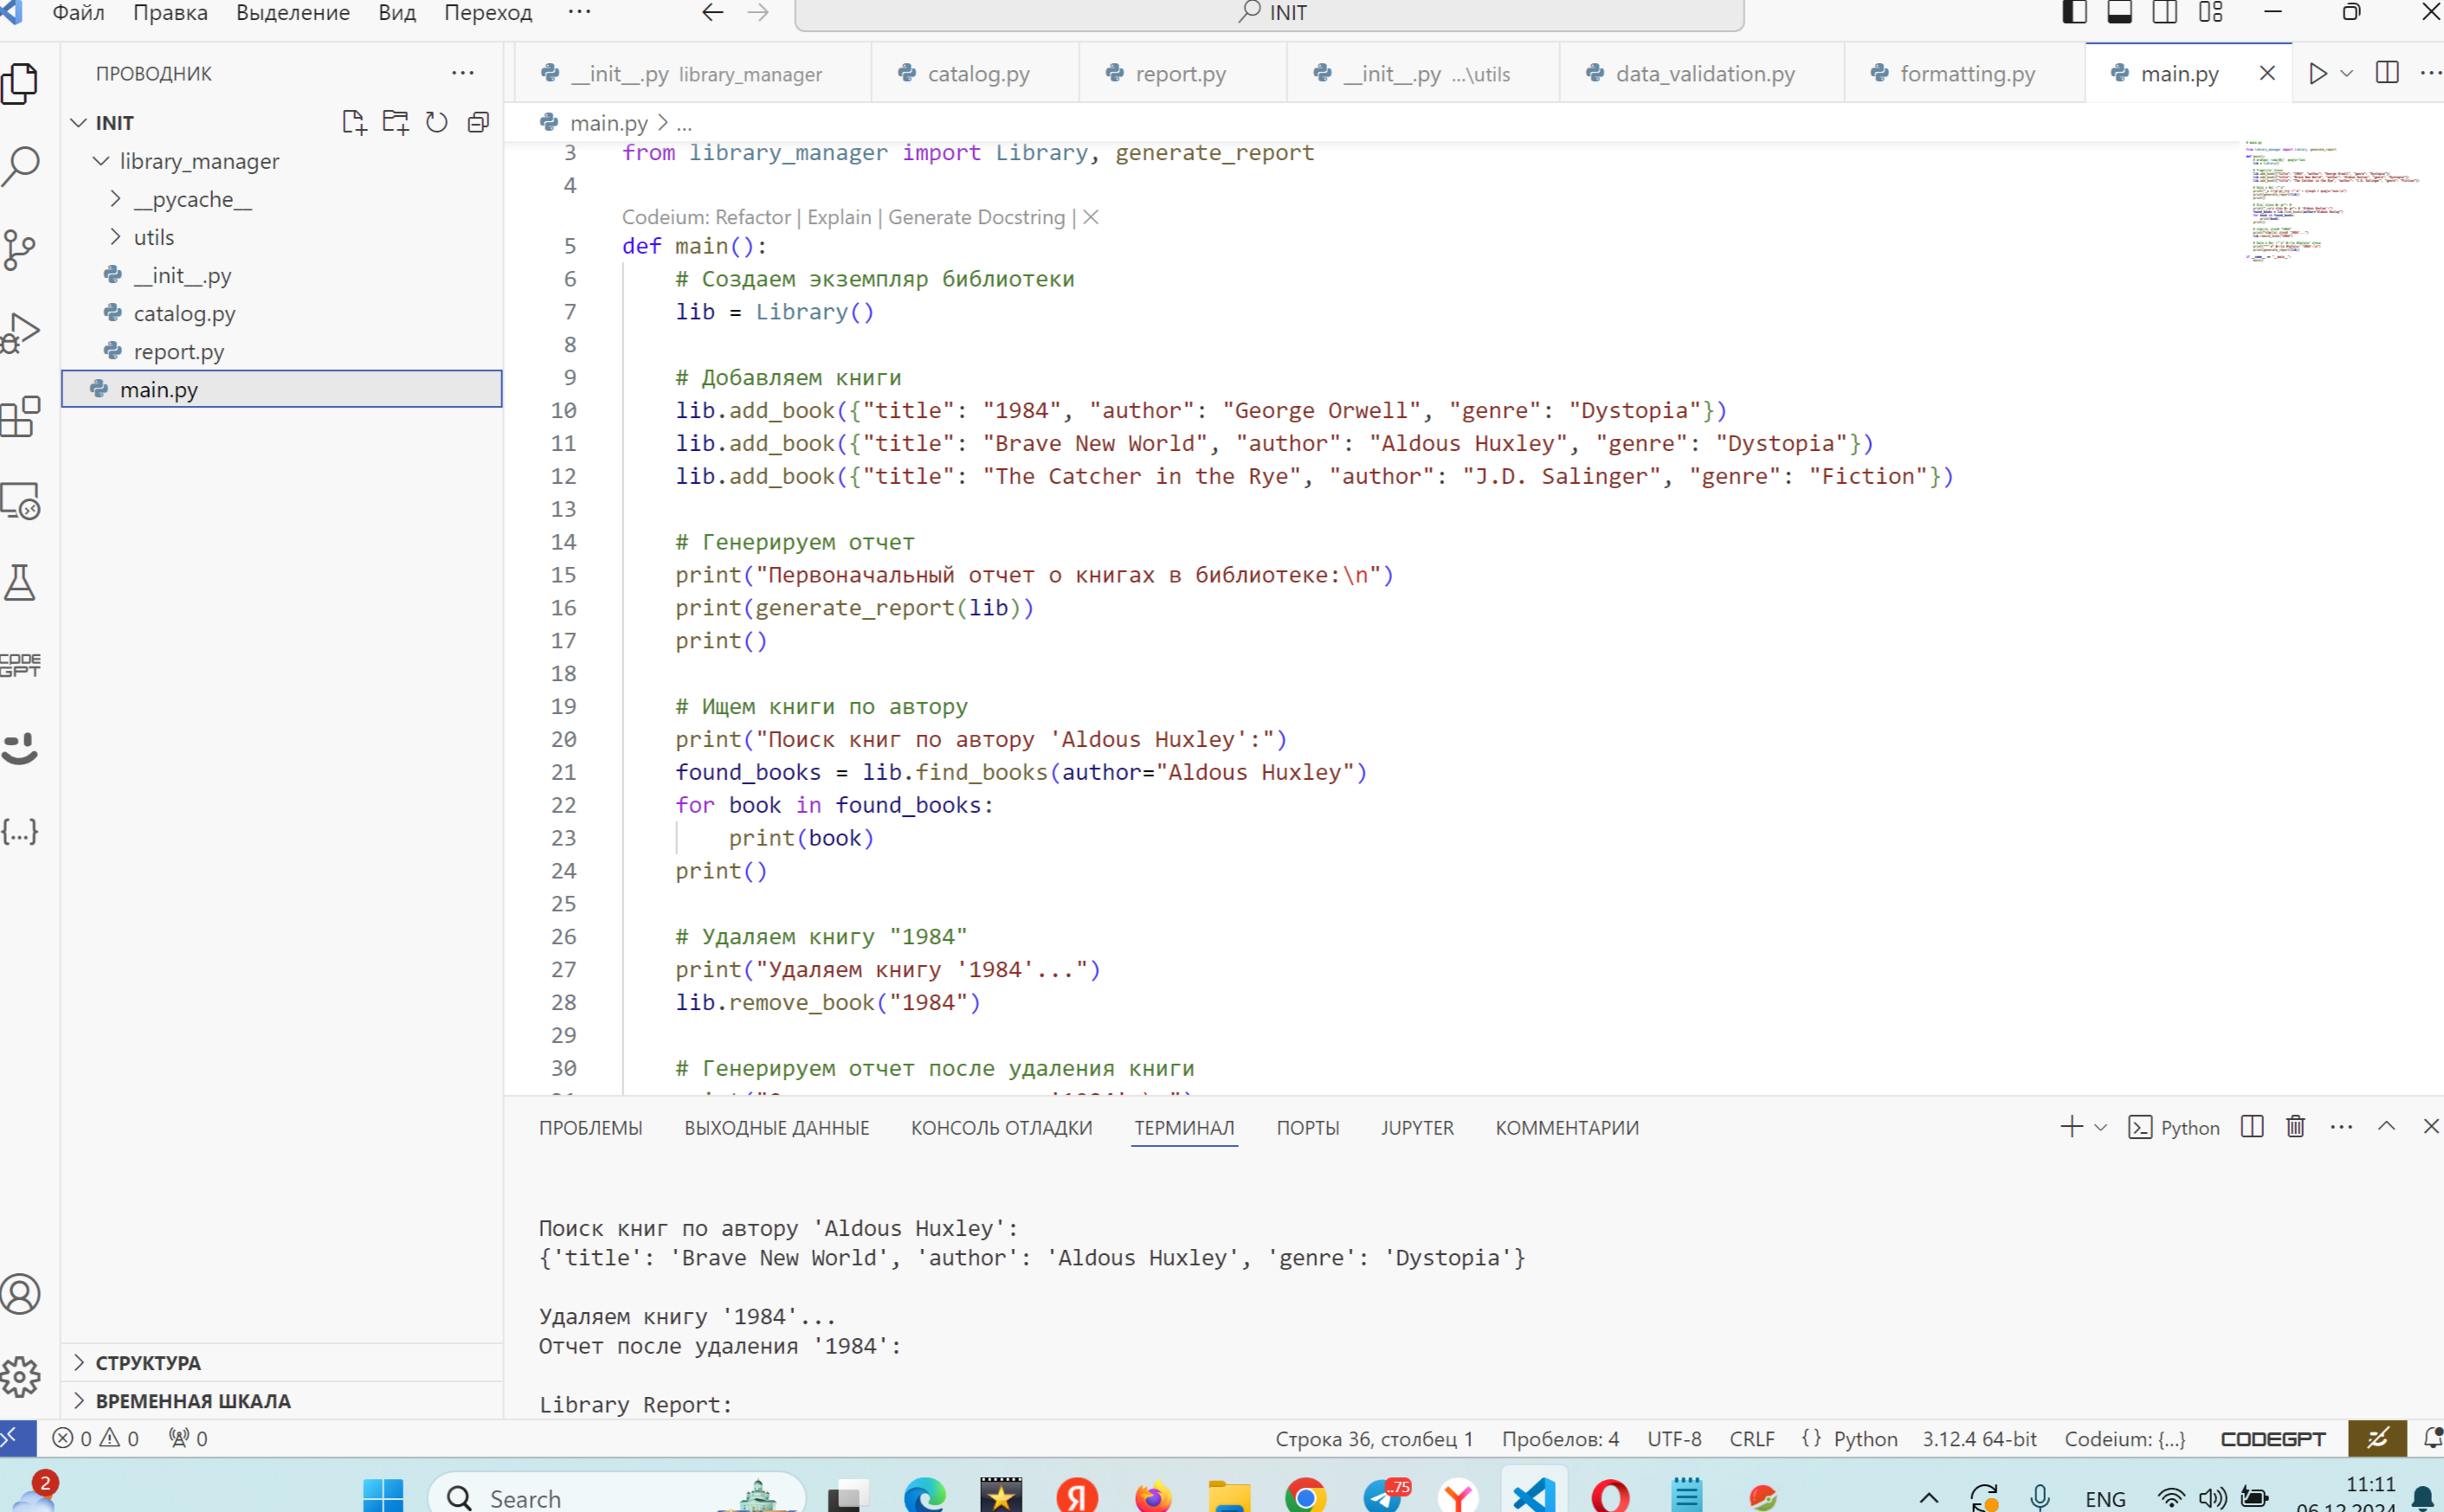 Файл Правка Выделение Вид Переход ··· INIT
ПРОВОДНИК ···
__init__.py library_manager catalog.py report.py __init__.py ...\utils data_validation.py formatting.py main.py
INIT
main.py > ...
library_manager
__pycache__
utils
__init__.py
catalog.py
report.py
main.py
3 from library_manager import Library, generate_report
4
Codeium: Refactor | Explain | Generate Docstring | ×
5 def main():
6 # Создаем экземпляр библиотеки
7 lib = Library()
8
9 # Добавляем книги
10 lib.add_book({"title": "1984", "author": "George Orwell", "genre": "Dystopia"})
11 lib.add_book({"title": "Brave New World", "author": "Aldous Huxley", "genre": "Dystopia"})
12 lib.add_book({"title": "The Catcher in the Rye", "author": "J.D. Salinger", "genre": "Fiction"})
13
14 # Генерируем отчет
15 print("Первоначальный отчет о книгах в библиотеке:\n")
16 print(generate_report(lib))
17 print()
18
19 # Ищем книги по автору
20 print("Поиск книг по автору 'Aldous Huxley':")
21 found_books = lib.find_books(author="Aldous Huxley")
22 for book in found_books:
23 print(book)
24 print()
25
26 # Удаляем книгу "1984"
27 print("Удаляем книгу '1984'...")
28 lib.remove_book("1984")
29
30 # Генерируем отчет после удаления книги
CODE GPT
{...}
ПРОБЛЕМЫ ВЫХОДНЫЕ ДАННЫЕ КОНСОЛЬ ОТЛАДКИ ТЕРМИНАЛ ПОРТЫ JUPYTER КОММЕНТАРИИ Python
Поиск книг по автору 'Aldous Huxley':
{'title': 'Brave New World', 'author': 'Aldous Huxley', 'genre': 'Dystopia'}
Удаляем книгу '1984'...
Отчет после удаления '1984':
Library Report:
СТРУКТУРА
ВРЕМЕННАЯ ШКАЛА
0 0 0 Строка 36, столбец 1 Пробелов: 4 UTF-8 CRLF {} Python 3.12.4 64-bit Codeium: {...} CODEGPT
2 Search Я 75 ENG 11:11
06.12.2024